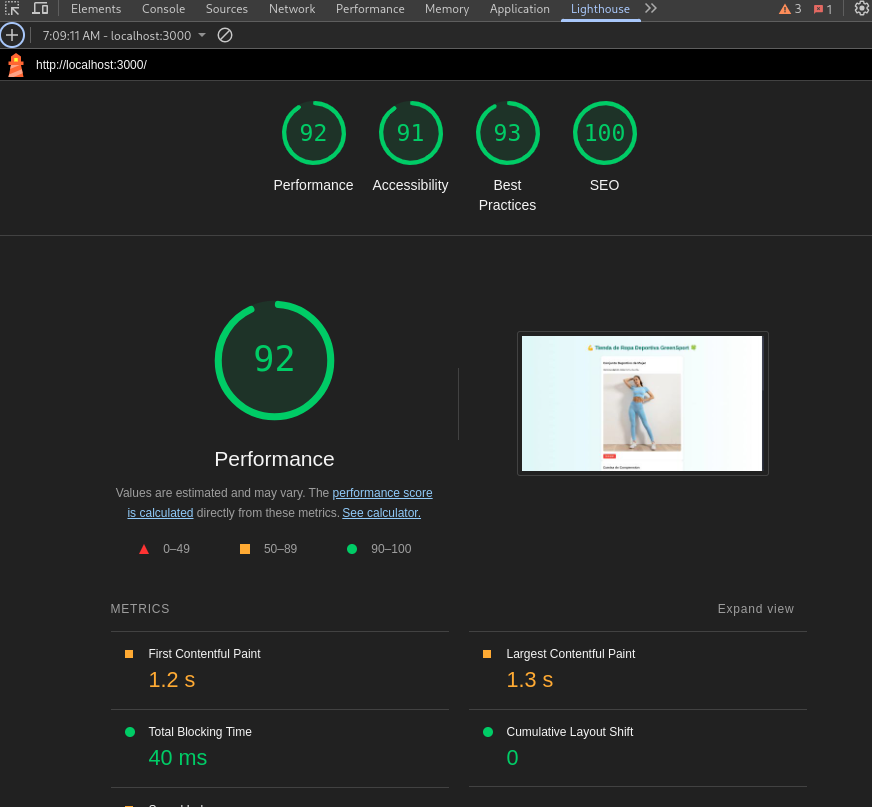 Elements Console Sources Network Performance Memory Application Lighthouse 3 1
7:09:11 AM - localhost:3000
http://localhost:3000/
92 91 93 100
Performance Accessibility Best Practices SEO
92
Performance
Values are estimated and may vary. The performance score
is calculated directly from these metrics. See calculator.
0–49 50–89 90–100
METRICS Expand view
First Contentful Paint
1.2 s
Largest Contentful Paint
1.3 s
Total Blocking Time
40 ms
Cumulative Layout Shift
0
Tienda de Ropa Deportiva GreenSport